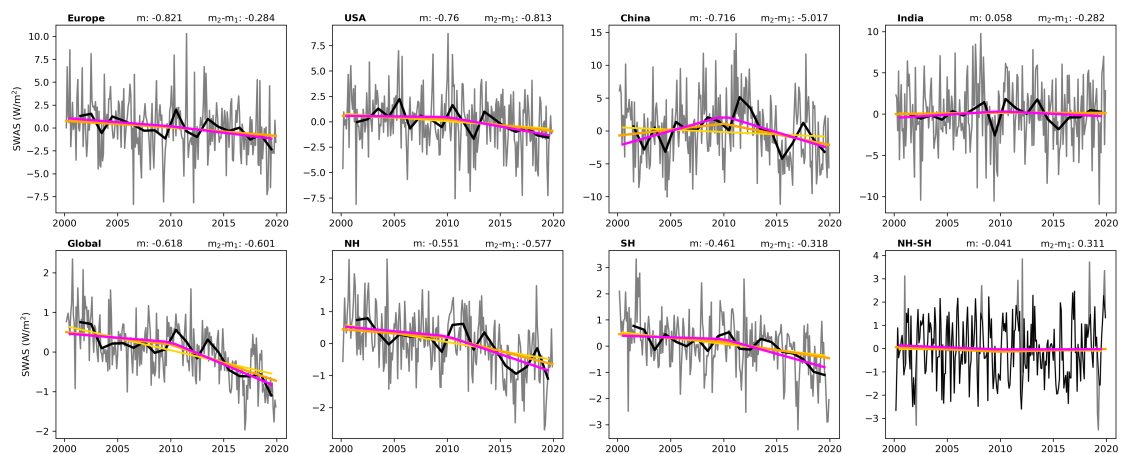 Europe m: -0.821 m₂-m₁: -0.284
USA m: -0.76 m₂-m₁: -0.813
China m: -0.716 m₂-m₁: -5.017
India m: 0.058 m₂-m₁: -0.282
SWAS (W/m²)
10.0
7.5
5.0
2.5
0.0
−2.5
−5.0
−7.5
2000 2005 2010 2015 2020
7.5
5.0
2.5
0.0
−2.5
−5.0
−7.5
2000 2005 2010 2015 2020
15
10
5
0
−5
−10
2000 2005 2010 2015 2020
10
5
0
−5
−10
2000 2005 2010 2015 2020
Global m: -0.618 m₂-m₁: -0.601
NH m: -0.551 m₂-m₁: -0.577
SH m: -0.461 m₂-m₁: -0.318
NH-SH m: -0.041 m₂-m₁: 0.311
SWAS (W/m²)
2
1
0
−1
−2
2000 2005 2010 2015 2020
2
1
0
−1
−2
2000 2005 2010 2015 2020
3
2
1
0
−1
−2
−3
2000 2005 2010 2015 2020
4
3
2
1
0
−1
−2
−3
2000 2005 2010 2015 2020